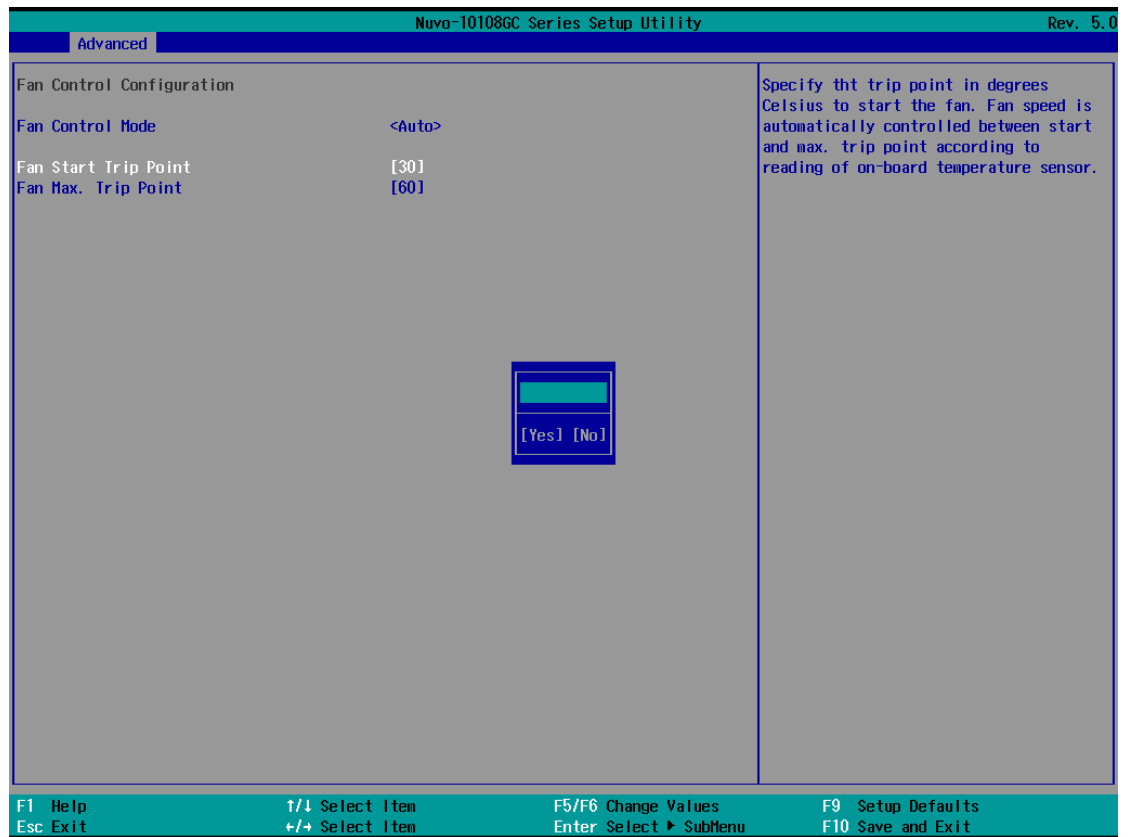 Nuvo-10108GC Series Setup Utility Rev. 5.0
Advanced
Fan Control Configuration
Fan Control Mode <Auto>
Fan Start Trip Point [30]
Fan Max. Trip Point [60]
Specify tht trip point in degrees
Celsius to start the fan. Fan speed is
automatically controlled between start
and max. trip point according to
reading of on-board temperature sensor.
[Yes] [No]
F1 Help ↑/↓ Select Item F5/F6 Change Values F9 Setup Defaults
Esc Exit ←/→ Select Item Enter Select ▶ SubMenu F10 Save and Exit